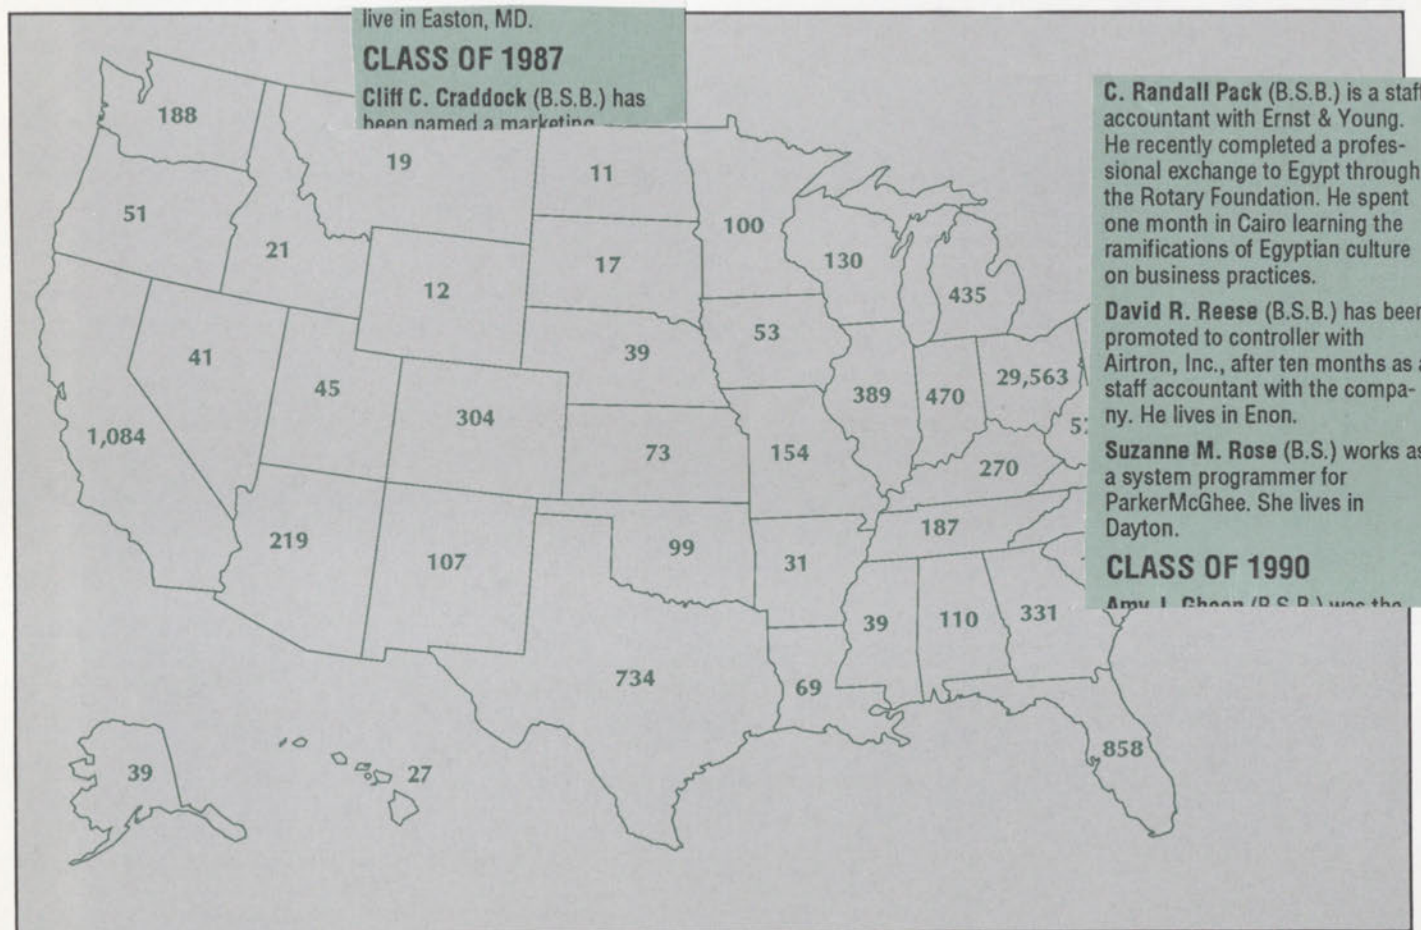 live in Easton, MD.
CLASS OF 1987
Cliff C. Craddock (B.S.B.) has
been named a marketing
C. Randall Pack (B.S.B.) is a staff
accountant with Ernst & Young.
He recently completed a profes-
sional exchange to Egypt through
the Rotary Foundation. He spent
one month in Cairo learning the
ramifications of Egyptian culture
on business practices.
David R. Reese (B.S.B.) has been
promoted to controller with
Airtron, Inc., after ten months as a
staff accountant with the compa-
ny. He lives in Enon.
Suzanne M. Rose (B.S.) works as
a system programmer for
ParkerMcGhee. She lives in
Dayton.
CLASS OF 1990
(B.S.B.) was the
188
19
11
51
21
100
17
130
12
435
41
53
39
45
29,563
389
470
304
1,084
73
154
270
219
107
99
187
31
39
110
331
734
69
858
39
27